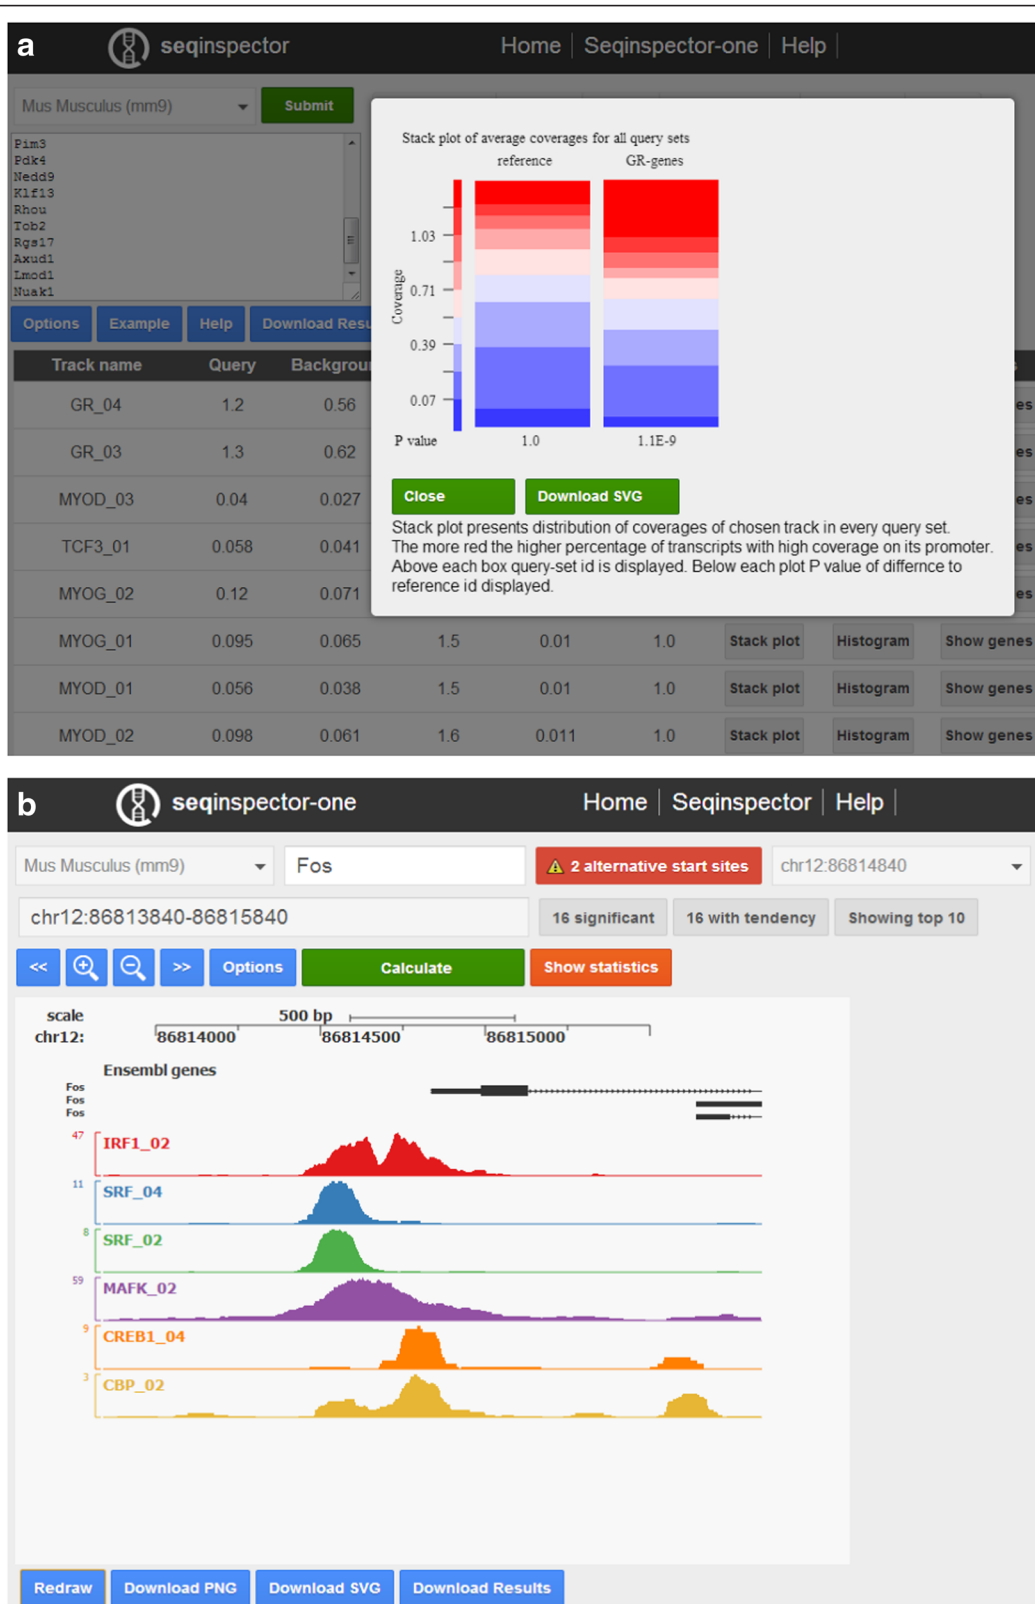 a seqinspector Home Seqinspector-one Help
Mus Musculus (mm9) Submit
Pim3
Pdk4
Nedd9
Klf13
Rhou
Tob2
Rgs17
Axud1
Lmod1
Nuak1
Stack plot of average coverages for all query sets
reference GR-genes
1.03
0.71
0.39
0.07
Coverage
P value 1.0 1.1E-9
Close Download SVG
Stack plot presents distribution of coverages of chosen track in every query set.
The more red the higher percentage of transcripts with high coverage on its promoter.
Above each box query-set id is displayed. Below each plot P value of differnce to
reference id displayed.
Options Example Help Download Resu
Track name Query Backgrou s
GR_04 1.2 0.56 es
GR_03 1.3 0.62 es
MYOD_03 0.04 0.027 es
TCF3_01 0.058 0.041 es
MYOG_02 0.12 0.071 es
MYOG_01 0.095 0.065 1.5 0.01 1.0 Stack plot Histogram Show genes
MYOD_01 0.056 0.038 1.5 0.01 1.0 Stack plot Histogram Show genes
MYOD_02 0.098 0.061 1.6 0.011 1.0 Stack plot Histogram Show genes
b seqinspector-one Home Seqinspector Help
Mus Musculus (mm9) Fos 2 alternative start sites chr12:86814840
chr12:86813840-86815840 16 significant 16 with tendency Showing top 10
<< >> Options Calculate Show statistics
scale 500 bp
chr12: 86814000 86814500 86815000
Ensembl genes
Fos
Fos
Fos
47 IRF1_02
11 SRF_04
8 SRF_02
59 MAFK_02
9 CREB1_04
3 CBP_02
Redraw Download PNG Download SVG Download Results